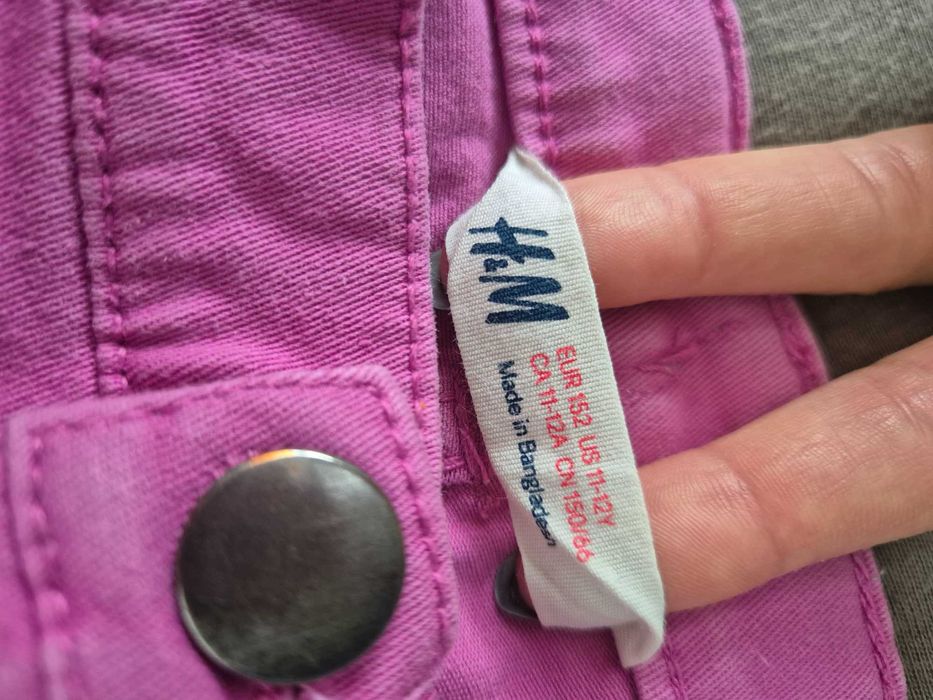 H&M
EUR 152 US 11-12Y
CA 11-12A CN 150/66
Made in Bangladesh